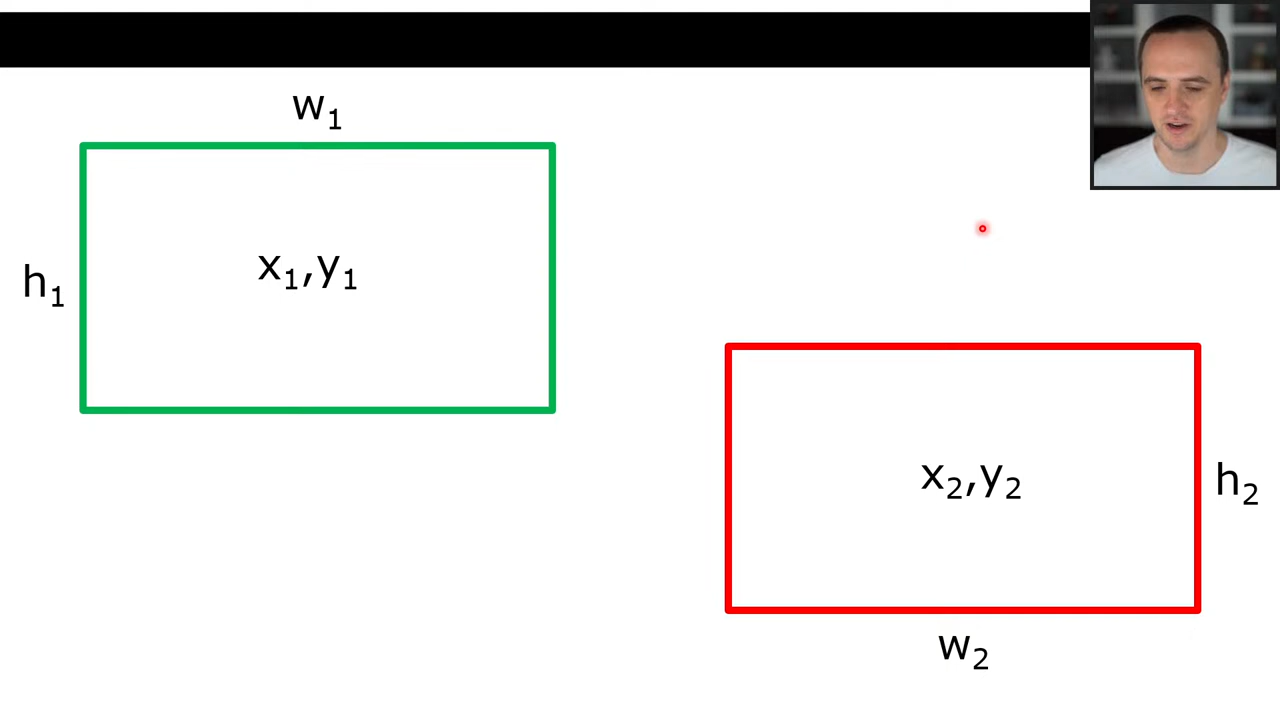 w₁
h₁
x₁,y₁
x₂,y₂
h₂
w₂